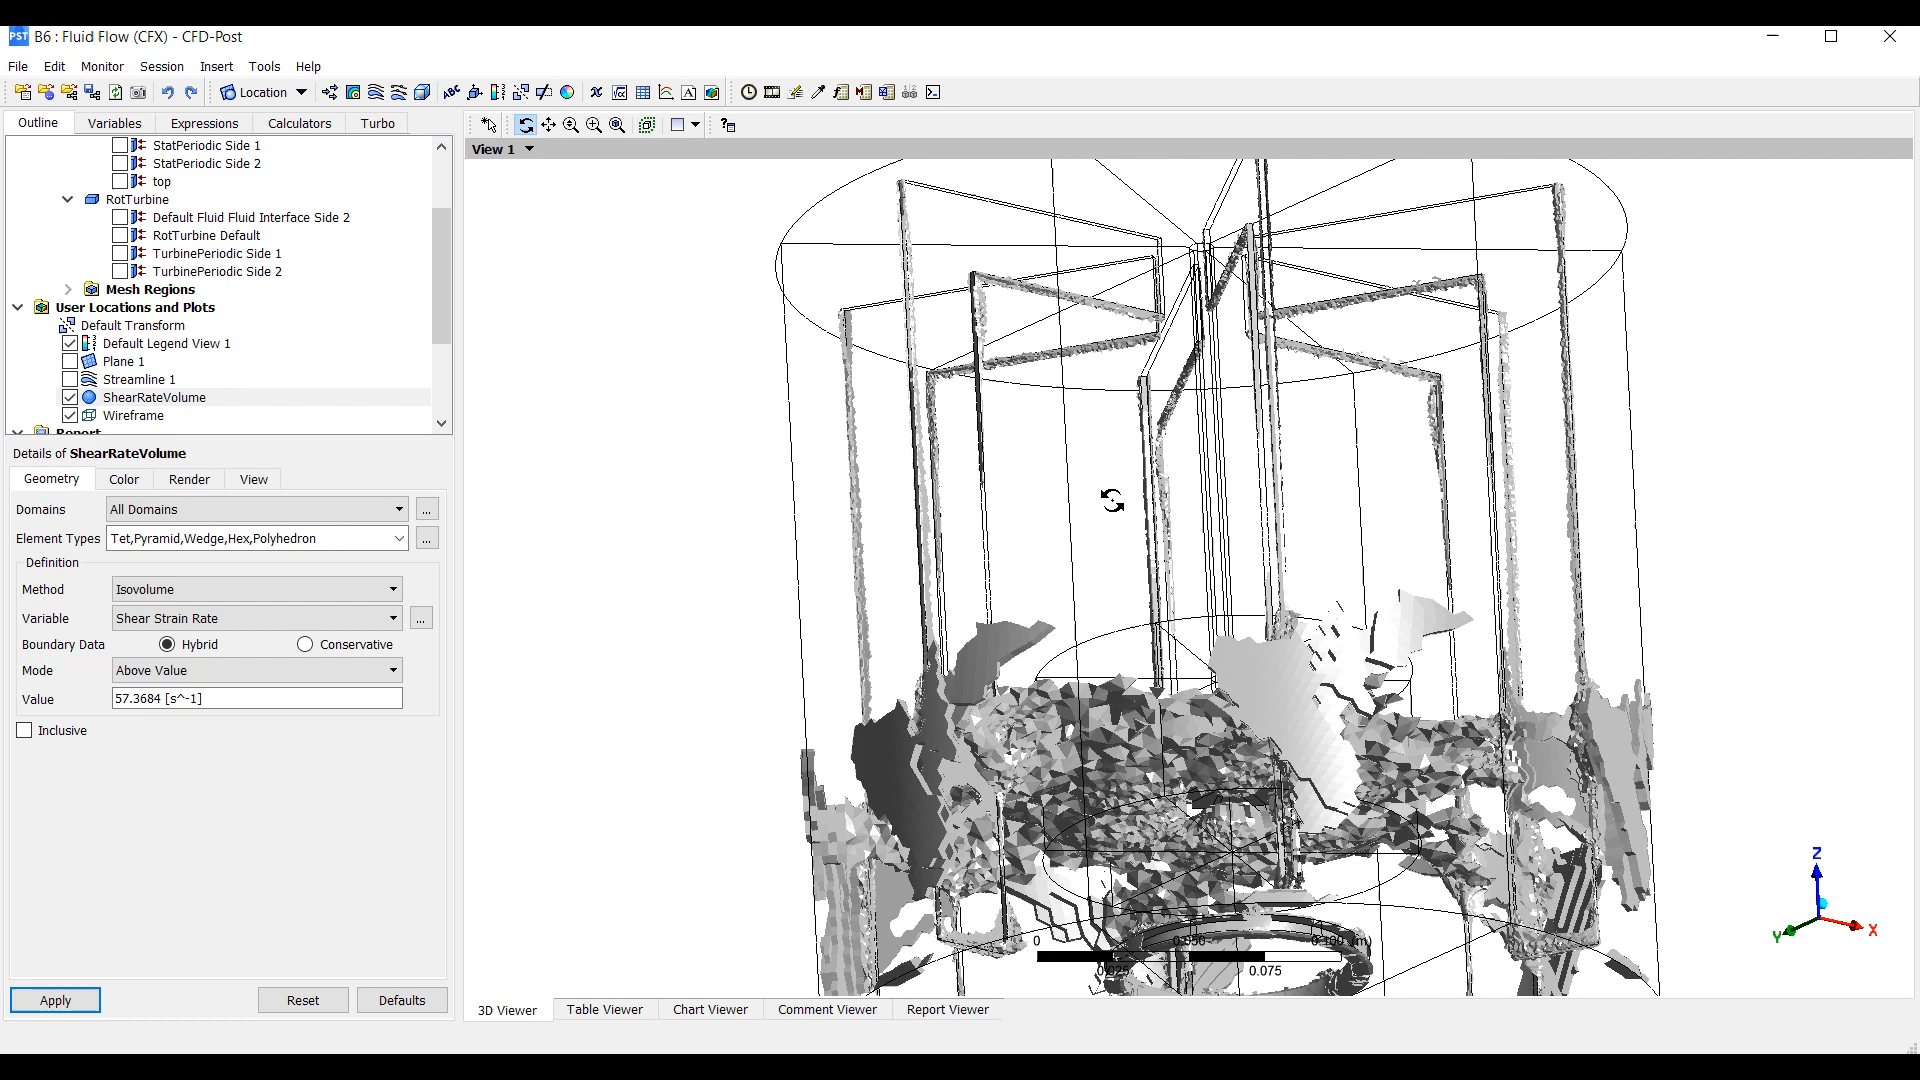 PST B6 : Fluid Flow (CFX) - CFD-Post
File Edit Monitor Session Insert Tools Help
Location ABC
Outline Variables Expressions Calculators Turbo
View 1
StatPeriodic Side 1
StatPeriodic Side 2
top
RotTurbine
Default Fluid Fluid Interface Side 2
RotTurbine Default
TurbinePeriodic Side 1
TurbinePeriodic Side 2
Mesh Regions
User Locations and Plots
Default Transform
Default Legend View 1
Plane 1
Streamline 1
ShearRateVolume
Wireframe
Report
Details of ShearRateVolume
Geometry Color Render View
Domains All Domains ...
Element Types Tet,Pyramid,Wedge,Hex,Polyhedron ...
Definition
Method Isovolume
Variable Shear Strain Rate ...
Boundary Data Hybrid Conservative
Mode Above Value
Value 57.3684 [s^-1]
Inclusive
Apply Reset Defaults
0 0.050 0.100 (m)
0.025 0.075
Z
Y X
3D Viewer Table Viewer Chart Viewer Comment Viewer Report Viewer